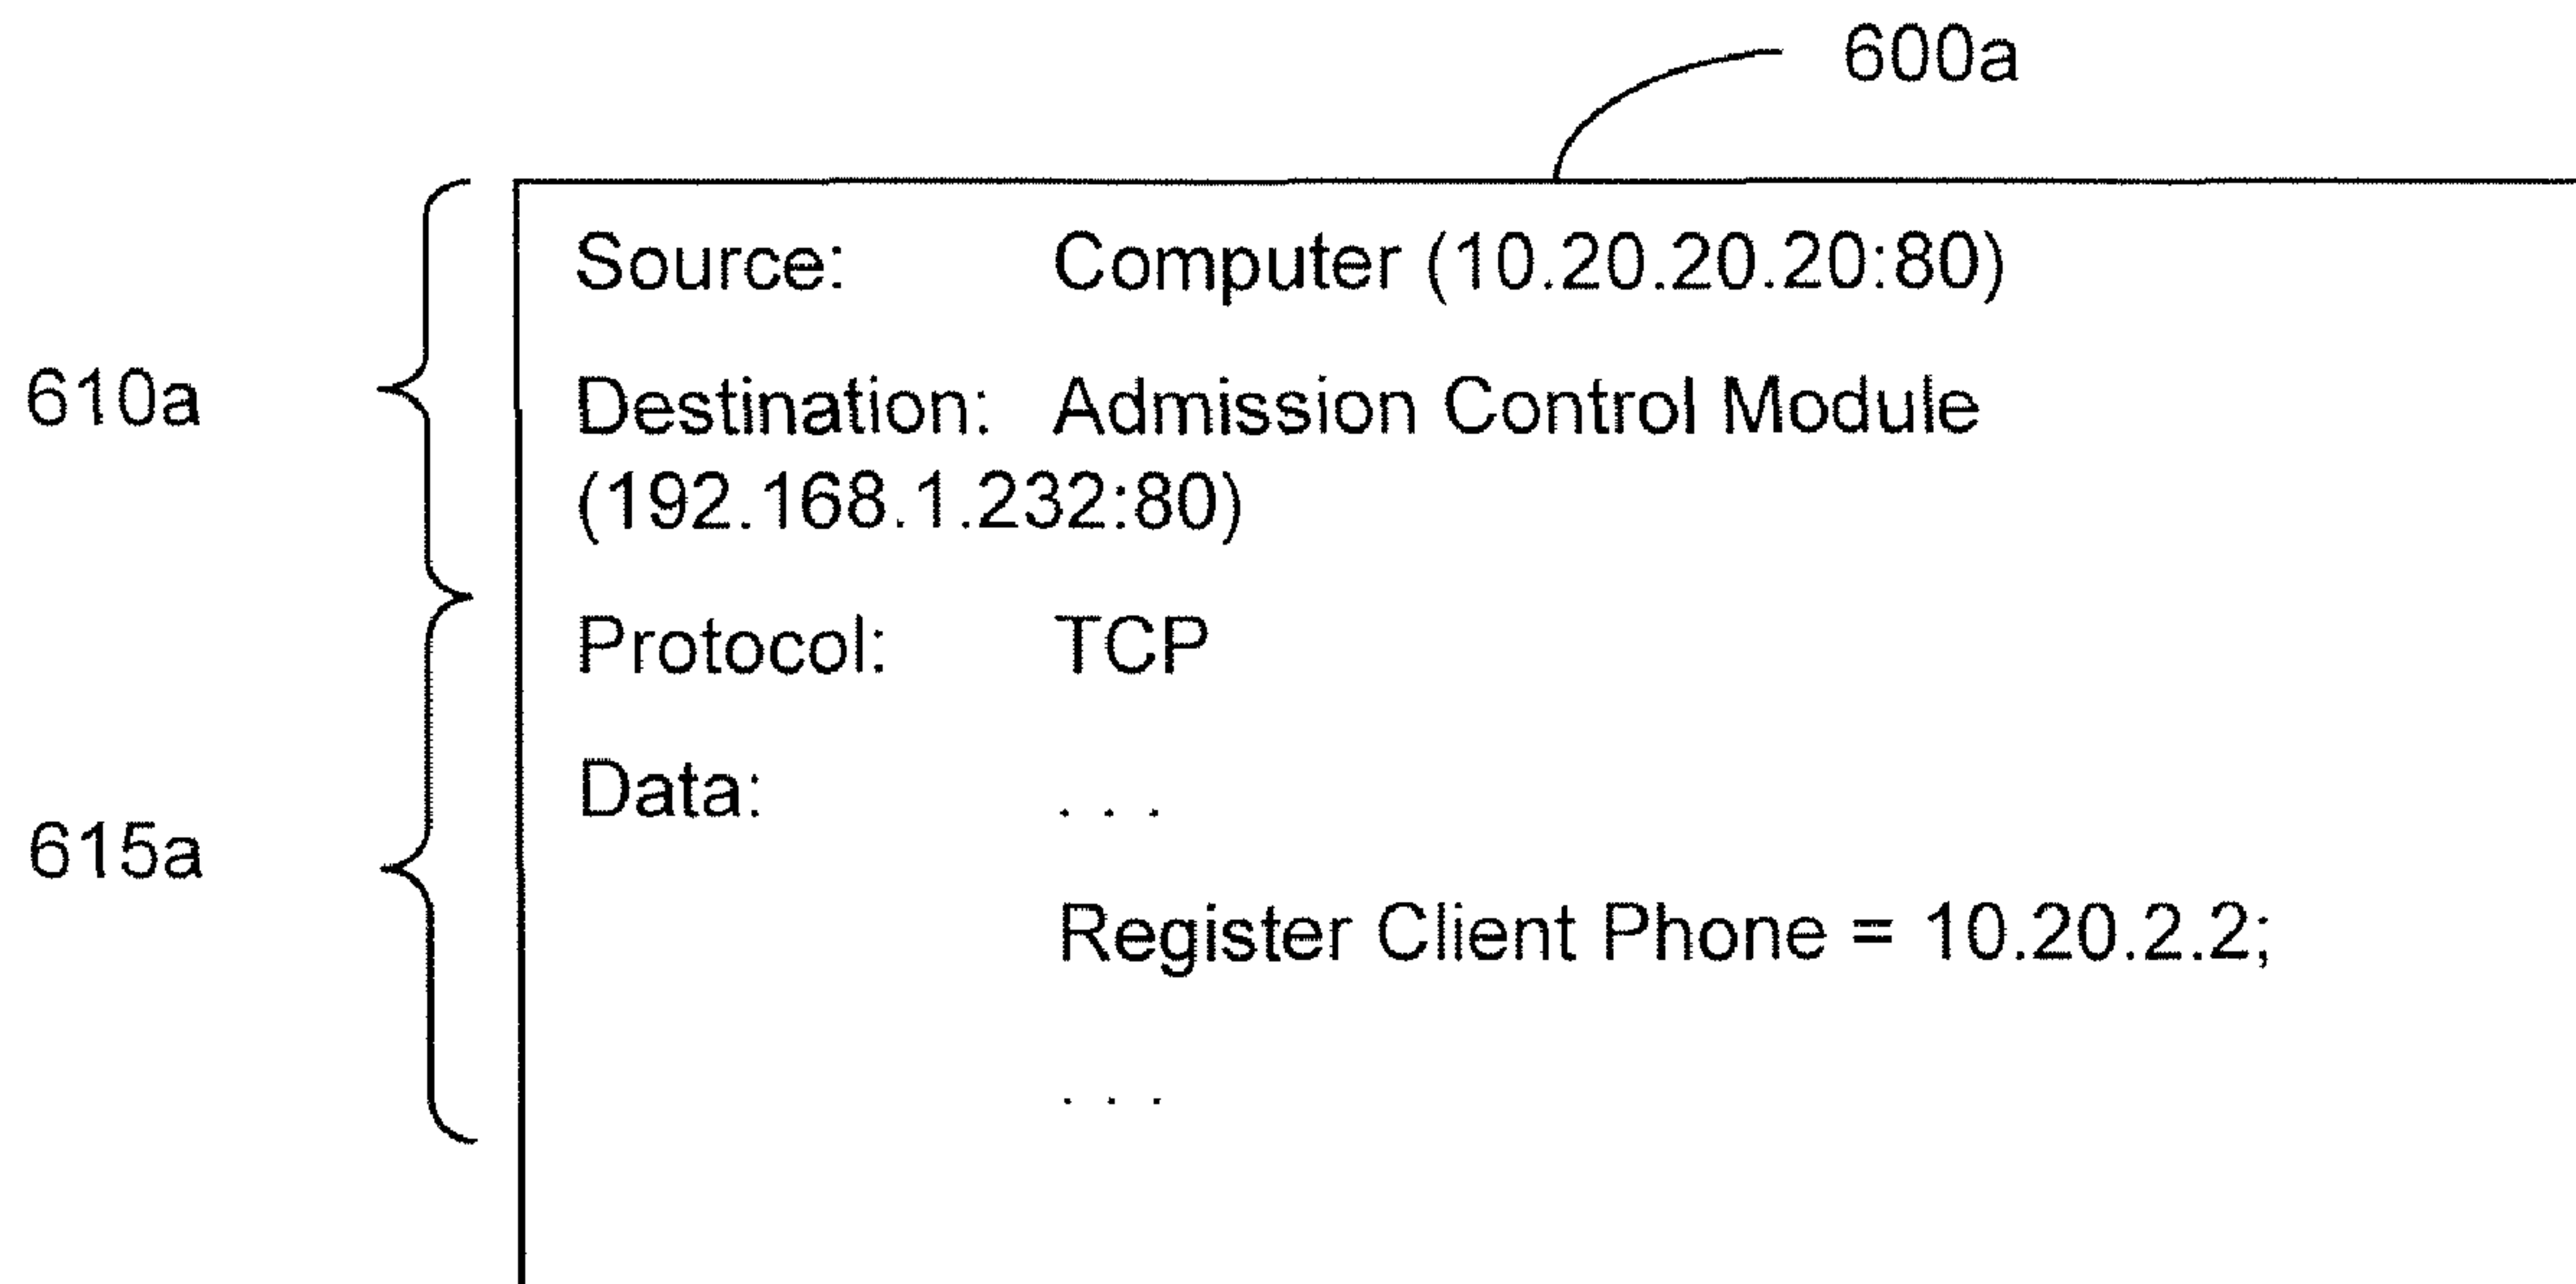 600a
Source: Computer (10.20.20.20:80)
610a
Destination: Admission Control Module
(192.168.1.232:80)
Protocol: TCP
Data: . . .
615a
Register Client Phone = 10.20.2.2;
. . .